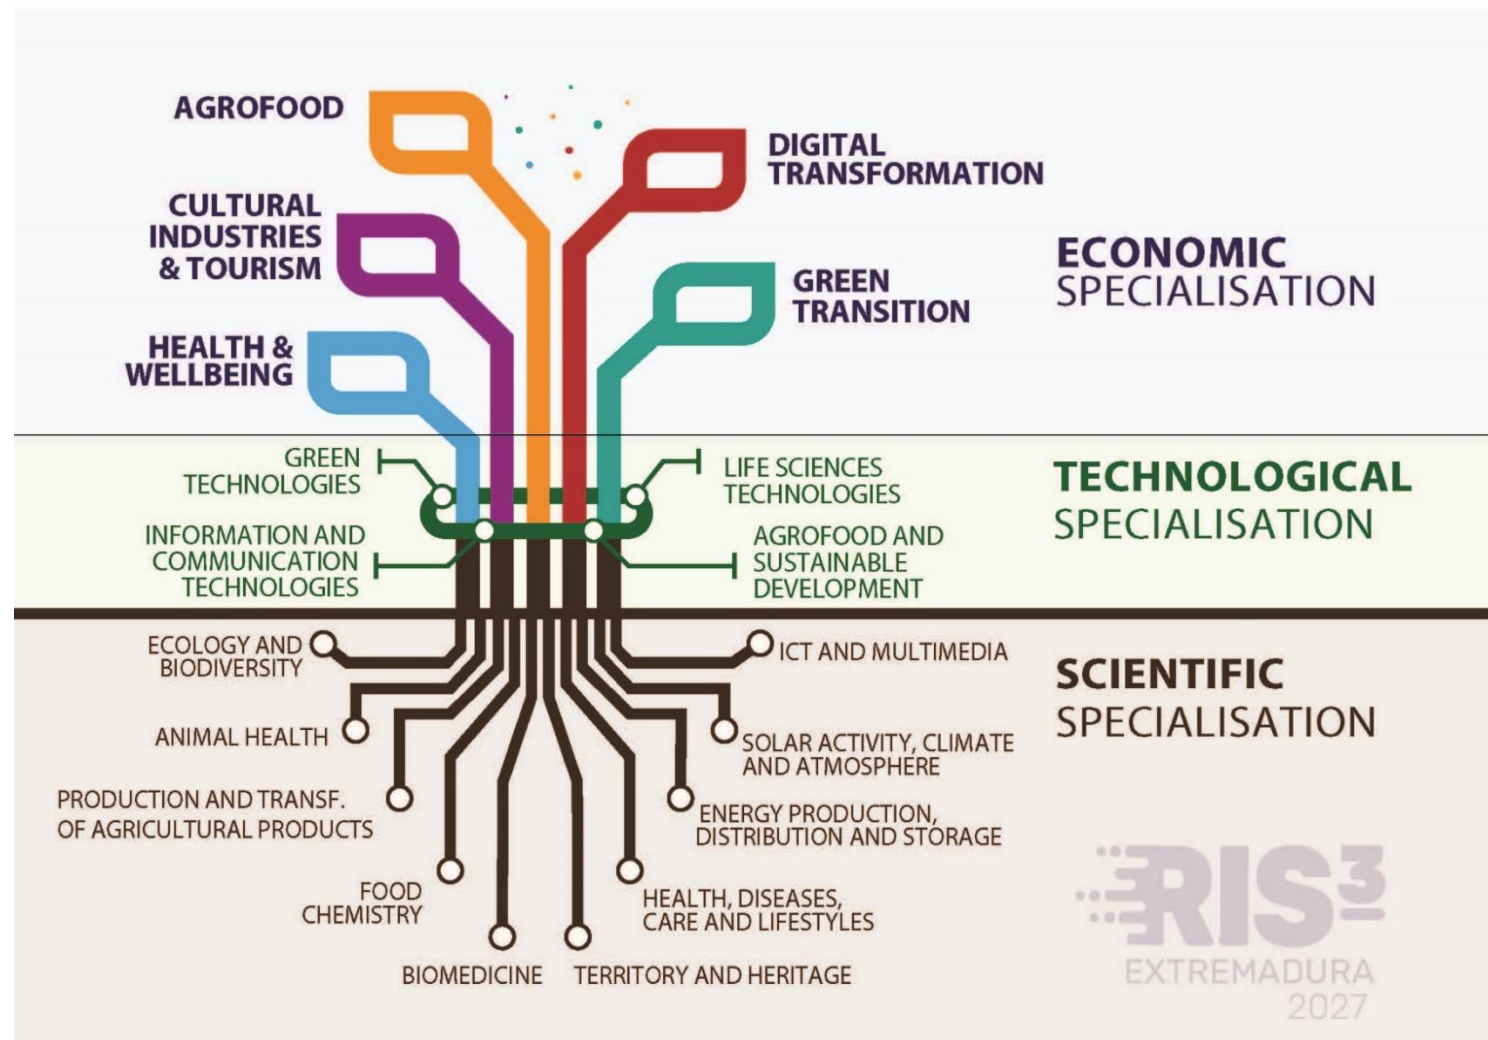 AGROFOOD
CULTURAL
INDUSTRIES
& TOURISM
HEALTH &
WELLBEING
DIGITAL
TRANSFORMATION
GREEN
TRANSITION
ECONOMIC
SPECIALISATION
GREEN
TECHNOLOGIES
INFORMATION AND
COMMUNICATION
TECHNOLOGIES
LIFE SCIENCES
TECHNOLOGIES
AGROFOOD AND
SUSTAINABLE
DEVELOPMENT
TECHNOLOGICAL
SPECIALISATION
ECOLOGY AND
BIODIVERSITY
ANIMAL HEALTH
PRODUCTION AND TRANSF.
OF AGRICULTURAL PRODUCTS
FOOD
CHEMISTRY
BIOMEDICINE
TERRITORY AND HERITAGE
HEALTH, DISEASES,
CARE AND LIFESTYLES
ENERGY PRODUCTION,
DISTRIBUTION AND STORAGE
SOLAR ACTIVITY, CLIMATE
AND ATMOSPHERE
ICT AND MULTIMEDIA
SCIENTIFIC
SPECIALISATION
RIS3
EXTREMADURA
2027